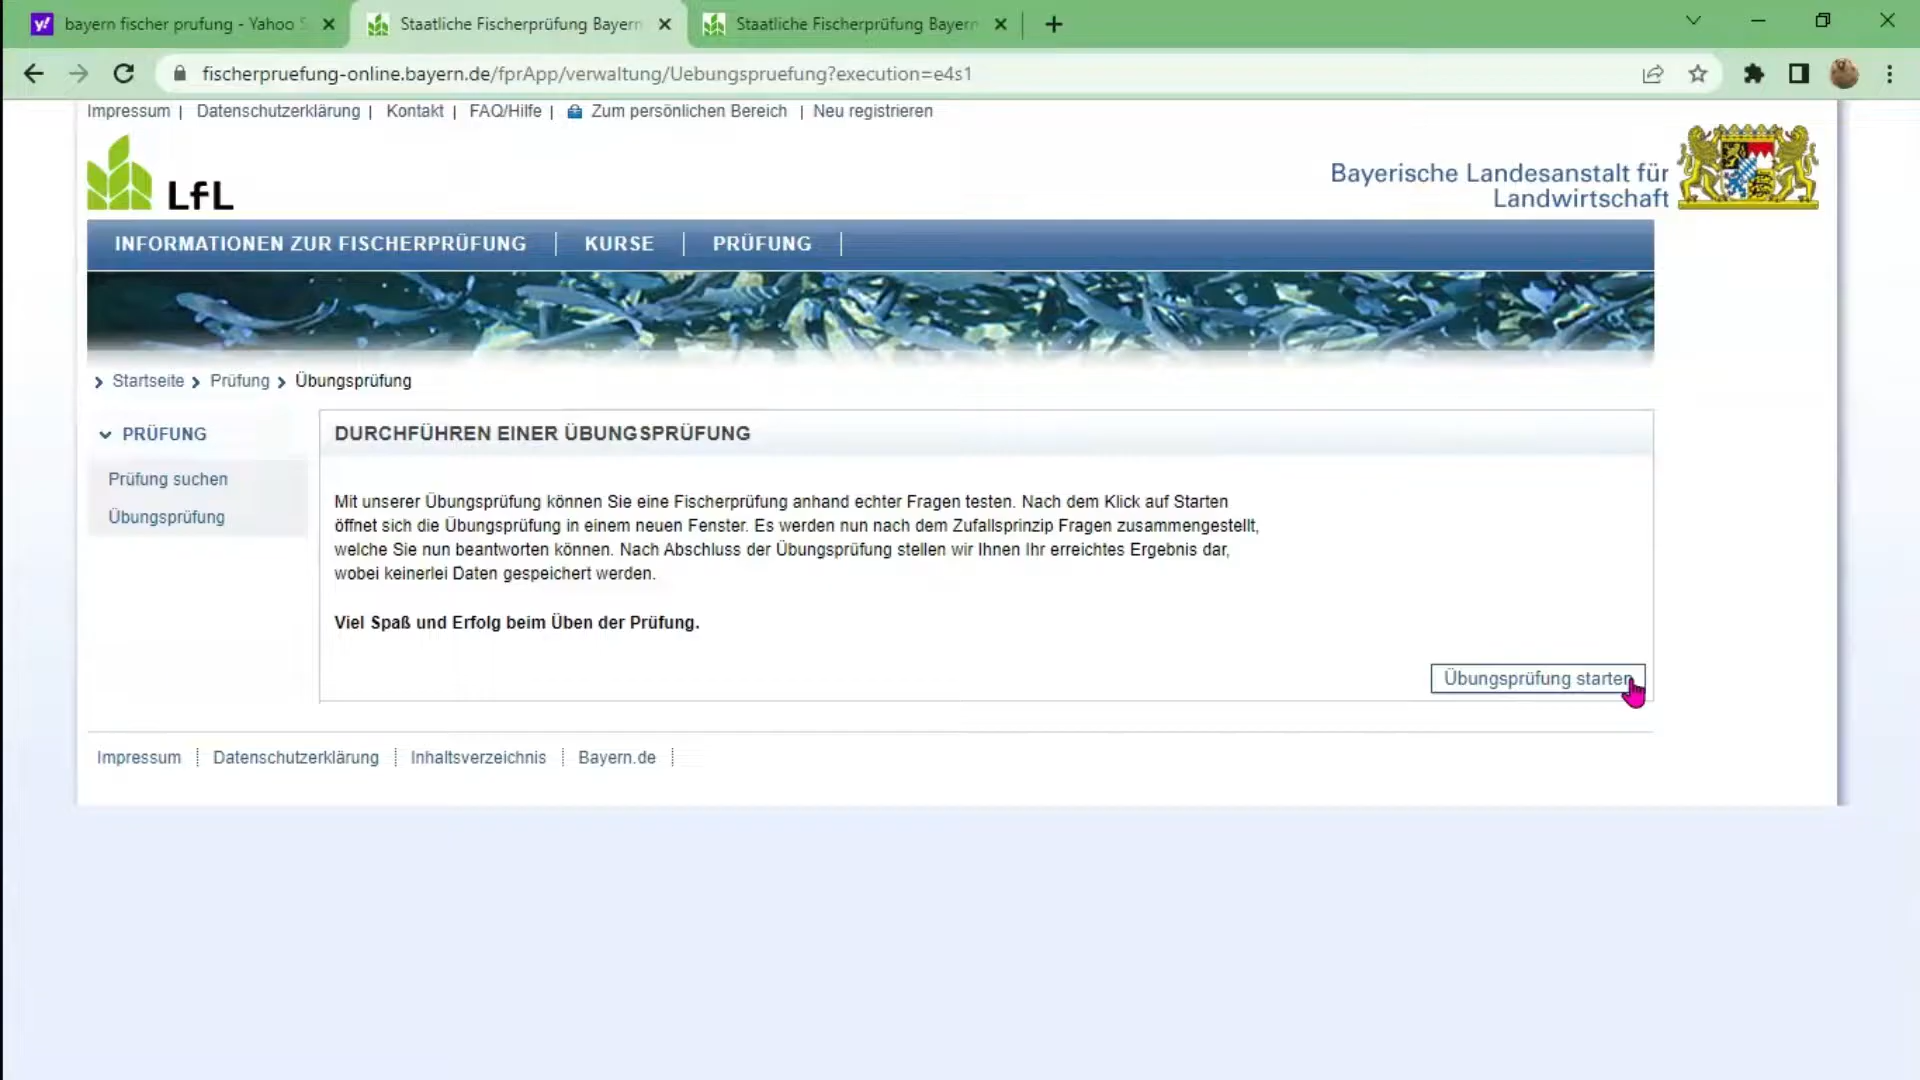 bayern fischer prufung - Yahoo S
Staatliche Fischerprüfung Bayern
Staatliche Fischerprüfung Bayern
fischerpruefung-online.bayern.de/fprApp/verwaltung/Uebungspruefung?execution=e4s1
Impressum | Datenschutzerklärung | Kontakt | FAQ/Hilfe | Zum persönlichen Bereich | Neu registrieren
LfL
Bayerische Landesanstalt für
Landwirtschaft
INFORMATIONEN ZUR FISCHERPRÜFUNG | KURSE | PRÜFUNG |
Startseite Prüfung Übungsprüfung
PRÜFUNG
Prüfung suchen
Übungsprüfung
DURCHFÜHREN EINER ÜBUNGSPRÜFUNG
Mit unserer Übungsprüfung können Sie eine Fischerprüfung anhand echter Fragen testen. Nach dem Klick auf Starten
öffnet sich die Übungsprüfung in einem neuen Fenster. Es werden nun nach dem Zufallsprinzip Fragen zusammengestellt,
welche Sie nun beantworten können. Nach Abschluss der Übungsprüfung stellen wir Ihnen Ihr erreichtes Ergebnis dar,
wobei keinerlei Daten gespeichert werden.
Viel Spaß und Erfolg beim Üben der Prüfung.
Übungsprüfung starten
Impressum Datenschutzerklärung Inhaltsverzeichnis Bayern.de